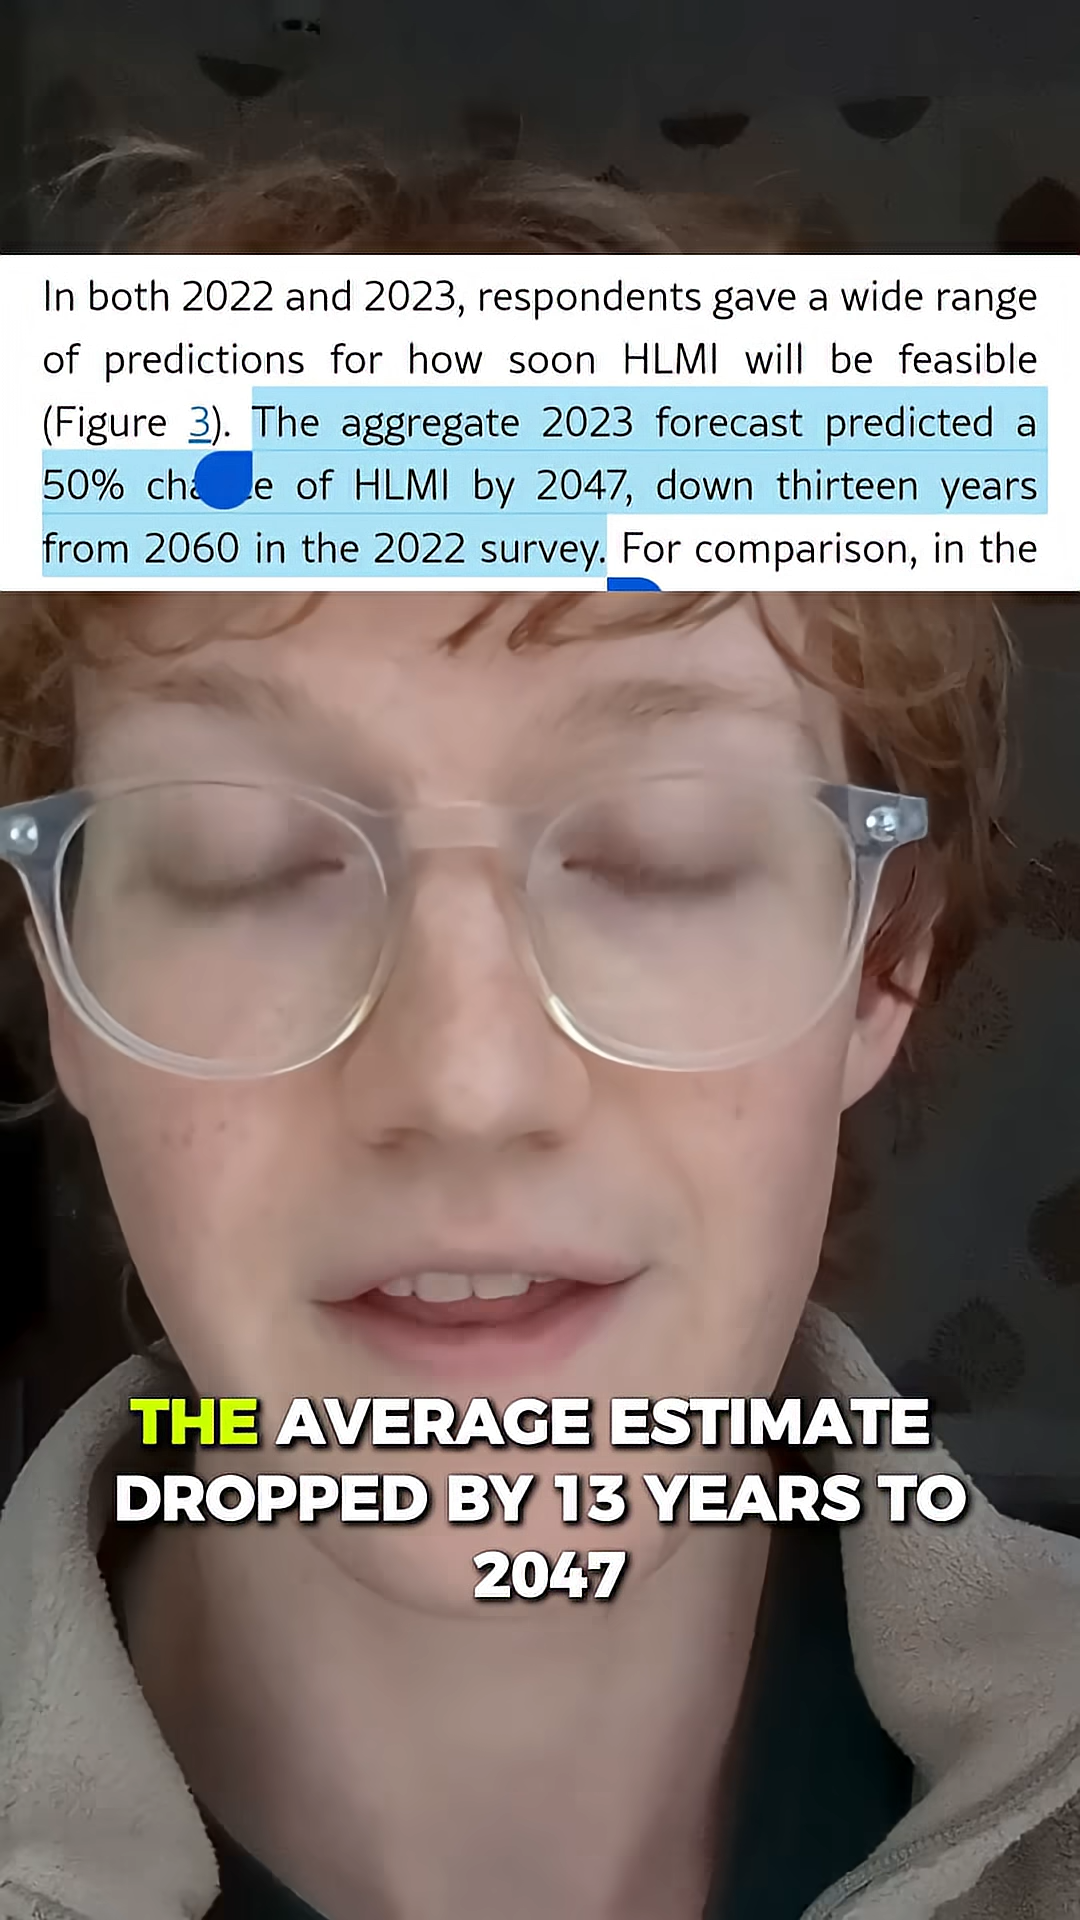 In both 2022 and 2023, respondents gave a wide range
of predictions for how soon HLMI will be feasible
(Figure 3). The aggregate 2023 forecast predicted a
50% cha e of HLMI by 2047, down thirteen years
from 2060 in the 2022 survey. For comparison, in the
THE AVERAGE ESTIMATE
DROPPED BY 13 YEARS TO
2047